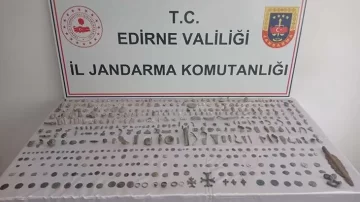 T.C.
EDİRNE VALİLİĞİ
İL JANDARMA KOMUTANLIĞI